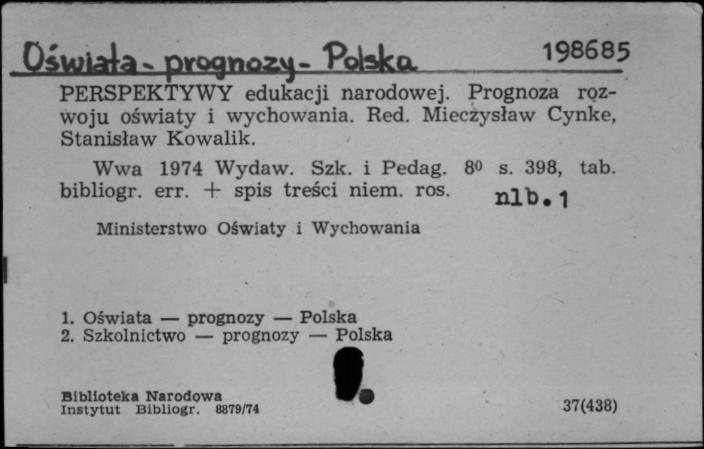 Oświata - prognozy - Polska 198685
PERSPEKTYWY edukacji narodowej. Prognoza roz-
woju oświaty i wychowania. Red. Mieczysław Cynke,
Stanisław Kowalik.
Wwa 1974 Wydaw. Szk. i Pedag. 8⁰ s. 398, tab.
bibliogr. err. + spis treści niem. ros. nlb. 1
Ministerstwo Oświaty i Wychowania
1. Oświata — prognozy — Polska
2. Szkolnictwo — prognozy — Polska
Biblioteka Narodowa
Instytut Bibliogr. 8879/74 37(438)